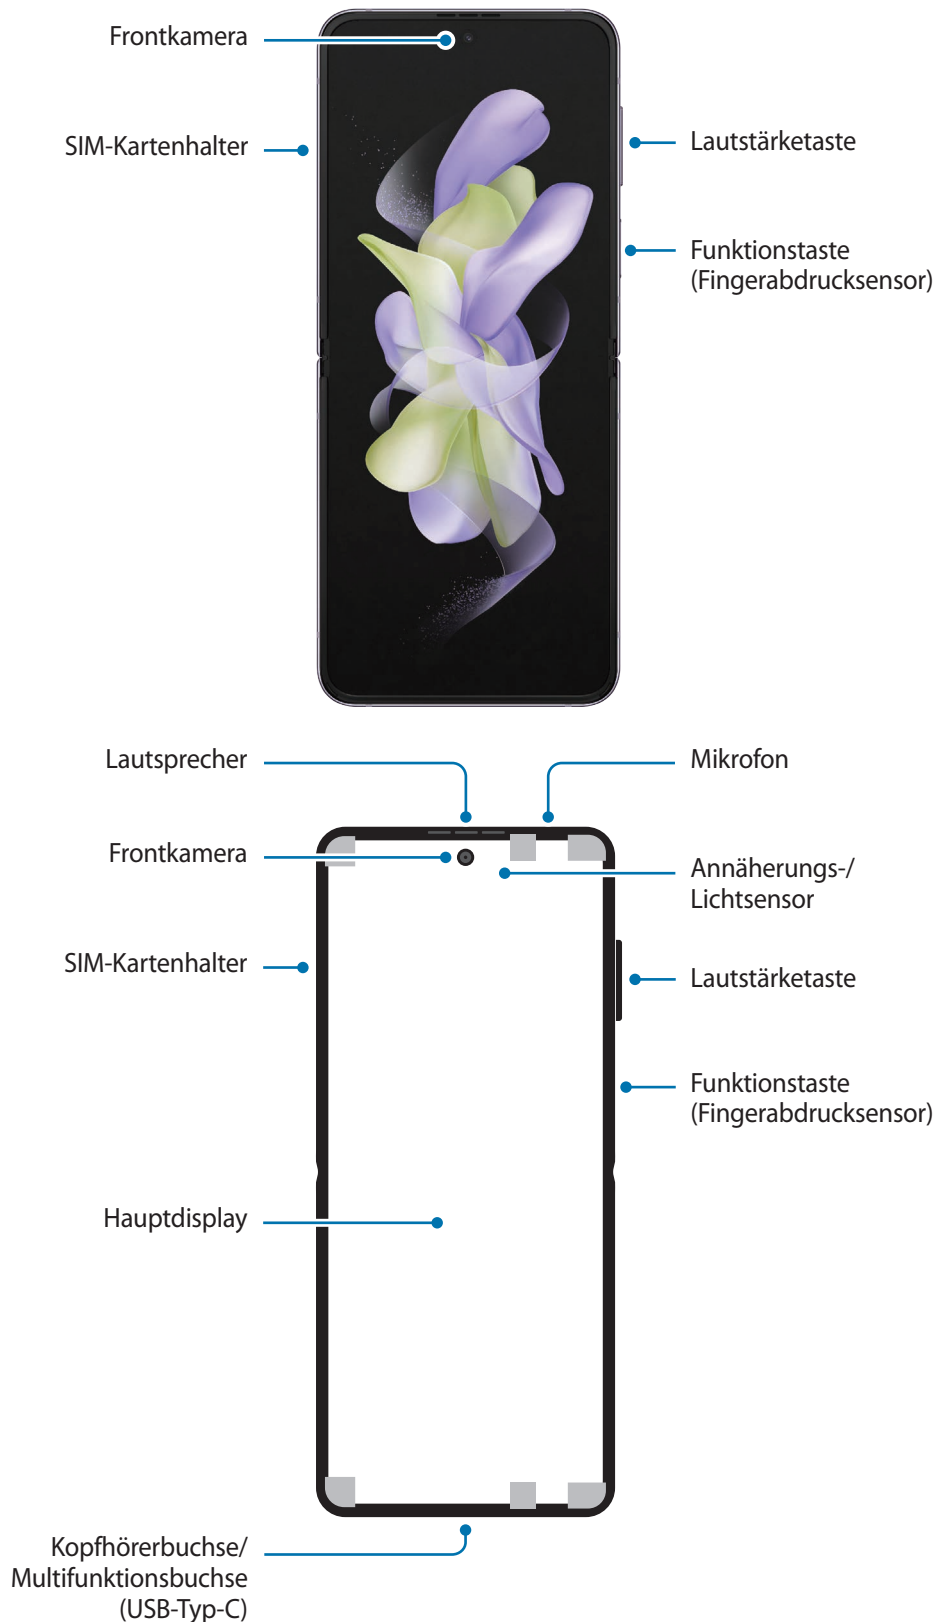 Frontkamera
SIM-Kartenhalter
Lautstärketaste
Funktionstaste
(Fingerabdrucksensor)
Lautsprecher
Mikrofon
Frontkamera
Annäherungs-/
Lichtsensor
SIM-Kartenhalter
Lautstärketaste
Funktionstaste
(Fingerabdrucksensor)
Hauptdisplay
Kopfhörerbuchse/
Multifunktionsbuchse
(USB-Typ-C)